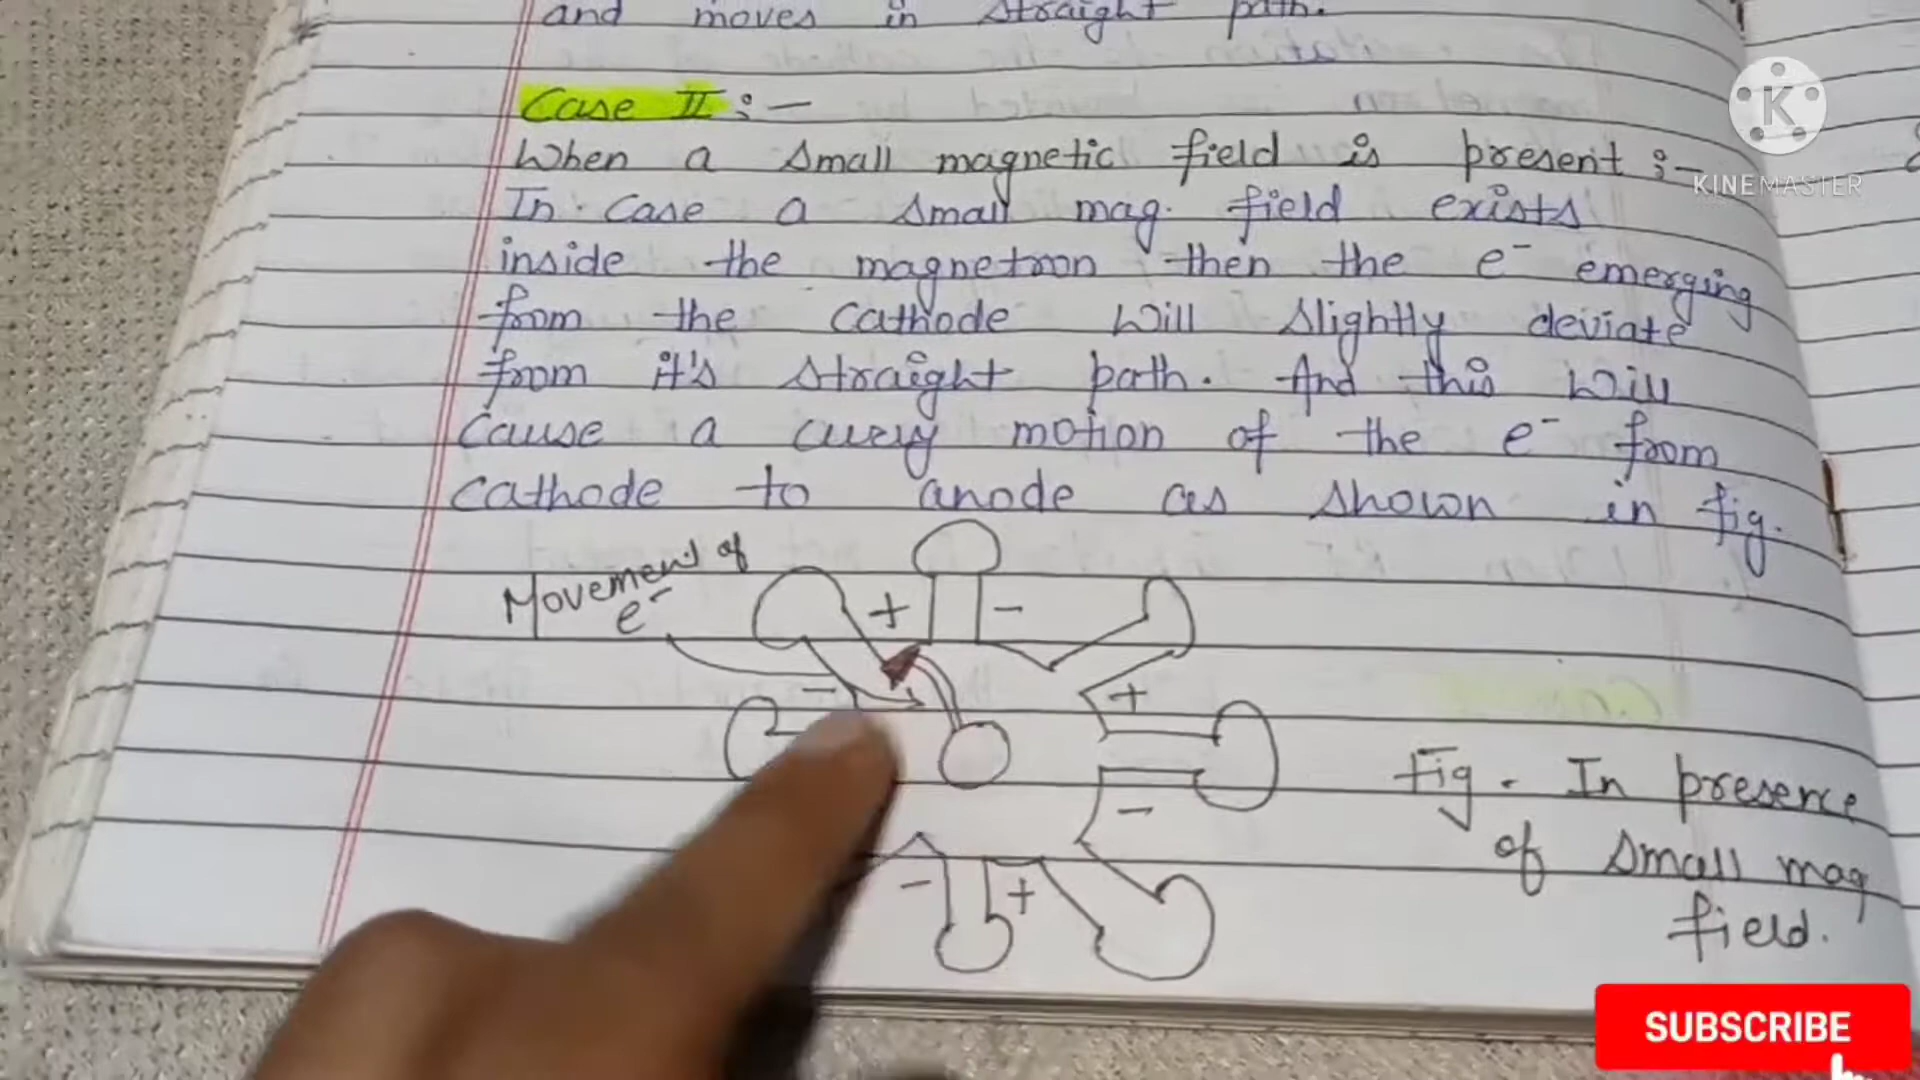 and moves in straight path.
Case II :-
When a small magnetic field is present :-
In case a small mag. field exists
inside the magnetron then the e⁻ emerging
from the cathode will slightly deviate
from it's straight path. And this will
cause a curvy motion of the e⁻ from
cathode to anode as shown in fig.
Movement of
e⁻
+ -
- +
-
- +
Fig. In presence
of small mag
field.
K
KINEMASTER
SUBSCRIBE